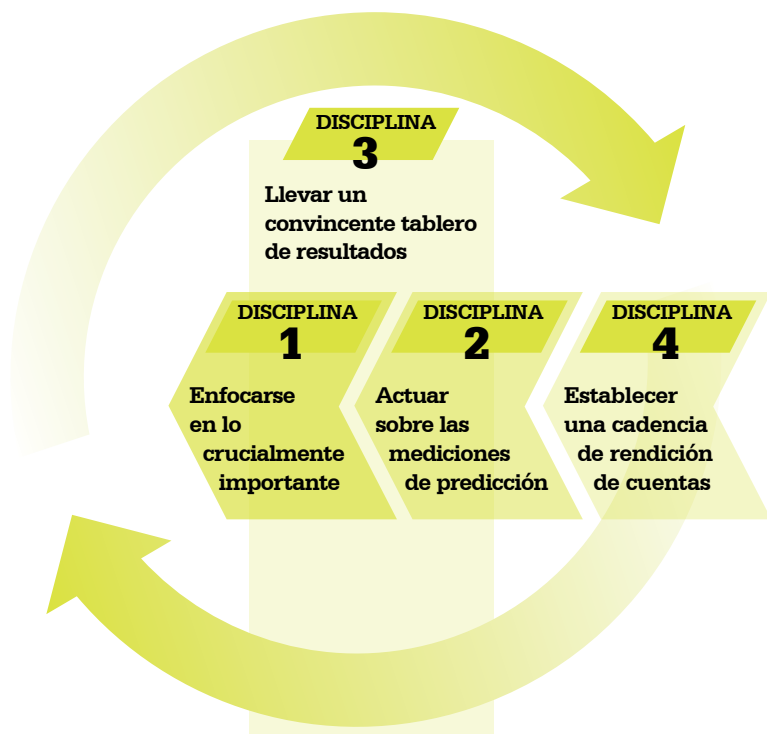 DISCIPLINA
3
Llevar un
convincente tablero
de resultados
DISCIPLINA
1
Enfocarse
en lo
crucialmente
importante
DISCIPLINA
2
Actuar
sobre las
mediciones
de predicción
DISCIPLINA
4
Establecer
una cadencia
de rendición
de cuentas